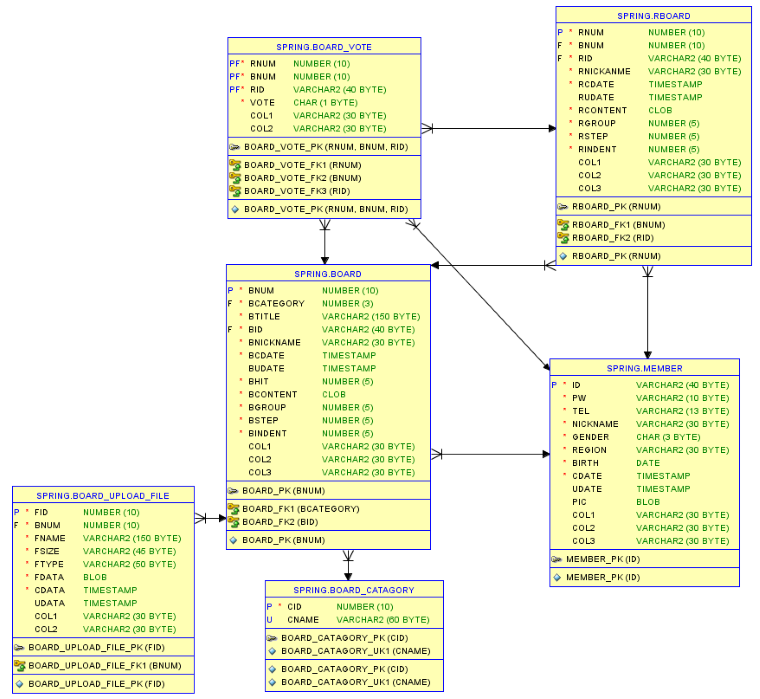 SPRING.BOARD_VOTE
PF* RNUM NUMBER (10)
PF* BNUM NUMBER (10)
PF* RID VARCHAR2 (40 BYTE)
* VOTE CHAR (1 BYTE)
COL1 VARCHAR2 (30 BYTE)
COL2 VARCHAR2 (30 BYTE)
BOARD_VOTE_PK (RNUM, BNUM, RID)
BOARD_VOTE_FK1 (RNUM)
BOARD_VOTE_FK2 (BNUM)
BOARD_VOTE_FK3 (RID)
BOARD_VOTE_PK (RNUM, BNUM, RID)
SPRING.RBOARD
P * RNUM NUMBER (10)
F * BNUM NUMBER (10)
F * RID VARCHAR2 (40 BYTE)
* RNICKANME VARCHAR2 (30 BYTE)
* RCDATE TIMESTAMP
RUDATE TIMESTAMP
* RCONTENT CLOB
* RGROUP NUMBER (5)
* RSTEP NUMBER (5)
* RINDENT NUMBER (5)
COL1 VARCHAR2 (30 BYTE)
COL2 VARCHAR2 (30 BYTE)
COL3 VARCHAR2 (30 BYTE)
RBOARD_PK (RNUM)
RBOARD_FK1 (BNUM)
RBOARD_FK2 (RID)
RBOARD_PK (RNUM)
SPRING.BOARD
P * BNUM NUMBER (10)
F * BCATEGORY NUMBER (3)
* BTITLE VARCHAR2 (150 BYTE)
F * BID VARCHAR2 (40 BYTE)
* BNICKNAME VARCHAR2 (30 BYTE)
* BCDATE TIMESTAMP
BUDATE TIMESTAMP
* BHIT NUMBER (5)
* BCONTENT CLOB
* BGROUP NUMBER (5)
* BSTEP NUMBER (5)
* BINDENT NUMBER (5)
COL1 VARCHAR2 (30 BYTE)
COL2 VARCHAR2 (30 BYTE)
COL3 VARCHAR2 (30 BYTE)
BOARD_PK (BNUM)
BOARD_FK1 (BCATEGORY)
BOARD_FK2 (BID)
BOARD_PK (BNUM)
SPRING.MEMBER
P * ID VARCHAR2 (40 BYTE)
* PW VARCHAR2 (10 BYTE)
* TEL VARCHAR2 (13 BYTE)
* NICKNAME VARCHAR2 (30 BYTE)
* GENDER CHAR (3 BYTE)
* REGION VARCHAR2 (30 BYTE)
* BIRTH DATE
* CDATE TIMESTAMP
UDATE TIMESTAMP
PIC BLOB
COL1 VARCHAR2 (30 BYTE)
COL2 VARCHAR2 (30 BYTE)
COL3 VARCHAR2 (30 BYTE)
MEMBER_PK (ID)
MEMBER_PK (ID)
SPRING.BOARD_UPLOAD_FILE
P * FID NUMBER (10)
F * BNUM NUMBER (10)
* FNAME VARCHAR2 (150 BYTE)
* FSIZE VARCHAR2 (45 BYTE)
* FTYPE VARCHAR2 (50 BYTE)
* FDATA BLOB
* CDATA TIMESTAMP
UDATA TIMESTAMP
COL1 VARCHAR2 (30 BYTE)
COL2 VARCHAR2 (30 BYTE)
BOARD_UPLOAD_FILE_PK (FID)
BOARD_UPLOAD_FILE_FK1 (BNUM)
BOARD_UPLOAD_FILE_PK (FID)
SPRING.BOARD_CATAGORY
P * CID NUMBER (10)
U CNAME VARCHAR2 (60 BYTE)
BOARD_CATAGORY_PK (CID)
BOARD_CATAGORY_UK1 (CNAME)
BOARD_CATAGORY_PK (CID)
BOARD_CATAGORY_UK1 (CNAME)